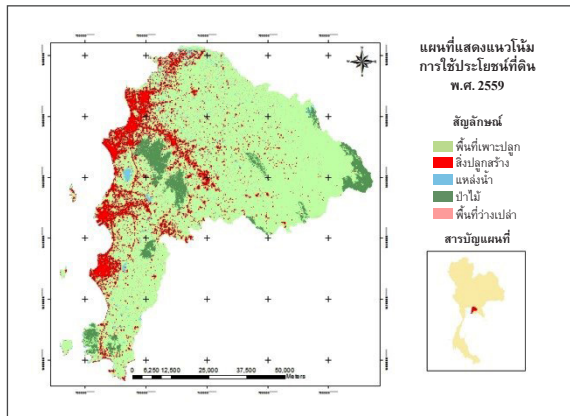 แผนที่แสดงแนวโน้ม
การใช้ประโยชน์ที่ดิน
พ.ศ. 2559
สัญลักษณ์
พื้นที่เพาะปลูก
สิ่งปลูกสร้าง
แหล่งน้ำ
ป่าไม้
พื้นที่ว่างเปล่า
สารบัญแผนที่
0 6,250 12,500 25,000 37,500 50,000
Meters